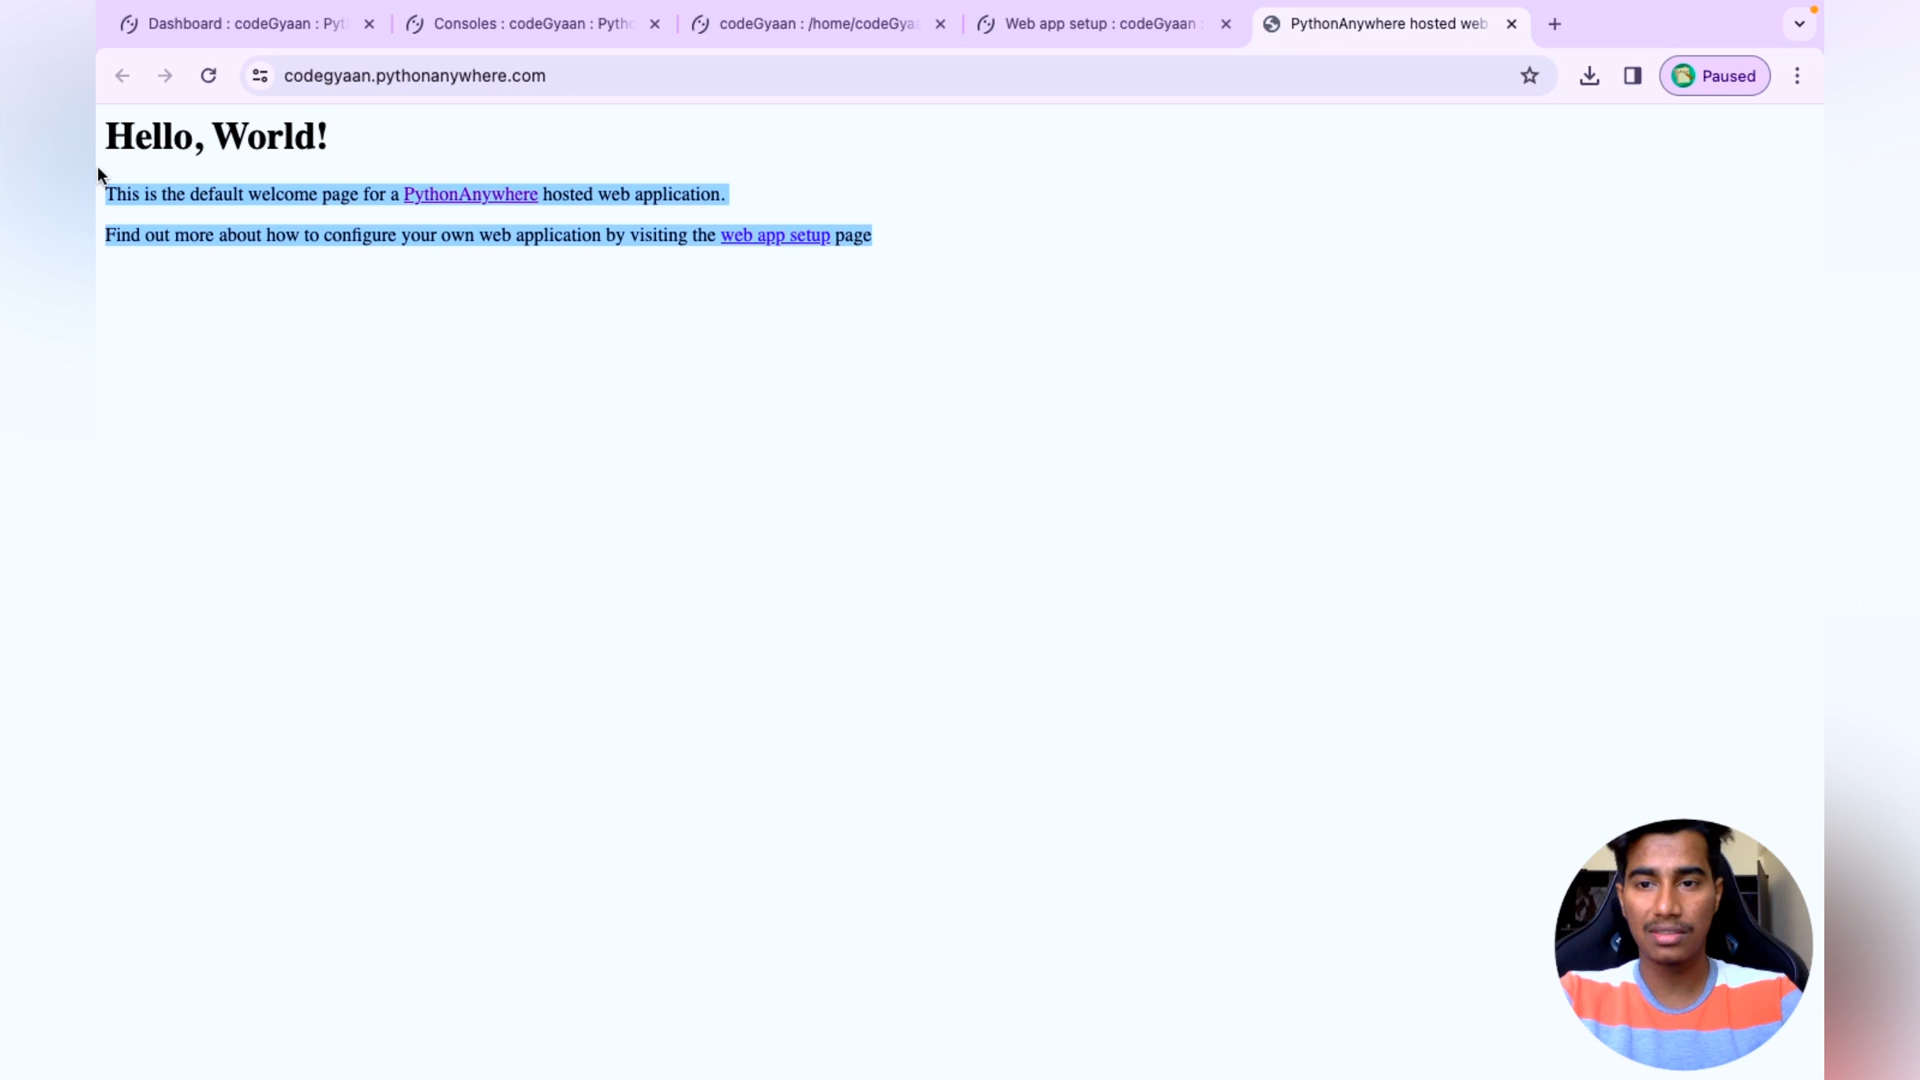 Dashboard : codeGyaan : Pyt
Consoles : codeGyaan : Pytho
codeGyaan : /home/codeGyaa
Web app setup : codeGyaan :
PythonAnywhere hosted web
codegyaan.pythonanywhere.com
Paused
Hello, World!
This is the default welcome page for a PythonAnywhere hosted web application.
Find out more about how to configure your own web application by visiting the web app setup page